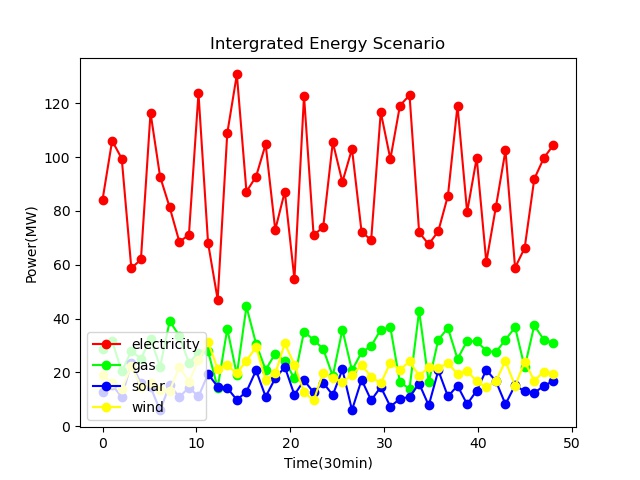 Intergrated Energy Scenario
Power(MW)
120
100
80
60
40
20
0
electricity
gas
solar
wind
0 10 20 30 40 50
Time(30min)